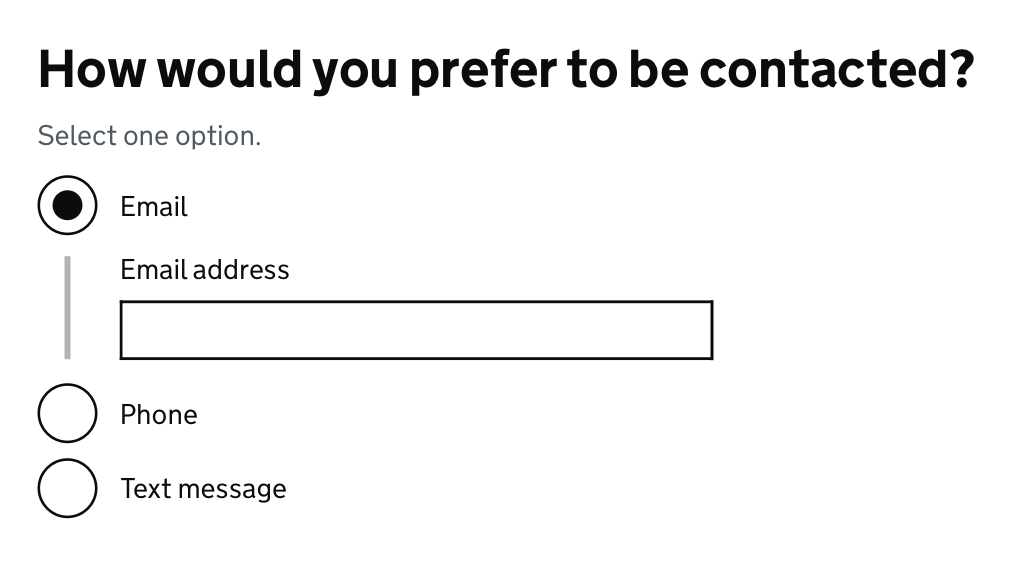 How would you prefer to be contacted?
Select one option.
Email
Email address
Phone
Text message